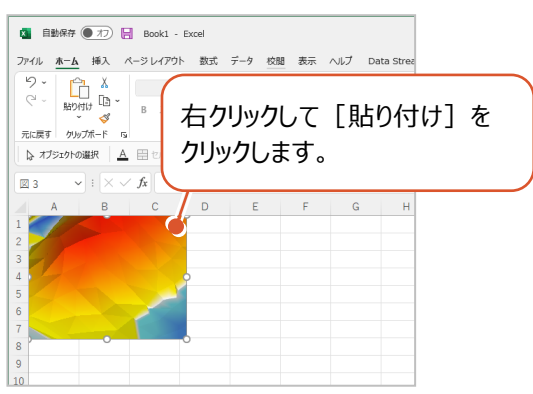 自動保存 オフ Book1 - Excel
ファイル ホーム 挿入 ページ レイアウト 数式 データ 校閲 表示 ヘルプ Data Strea
貼り付け
B
元に戻す クリップボード
オブジェクトの選択 A セ
図 3 fx
右クリックして［貼り付け］を
クリックします。
A B C D E F G H
1
2
3
4
5
6
7
8
9
10